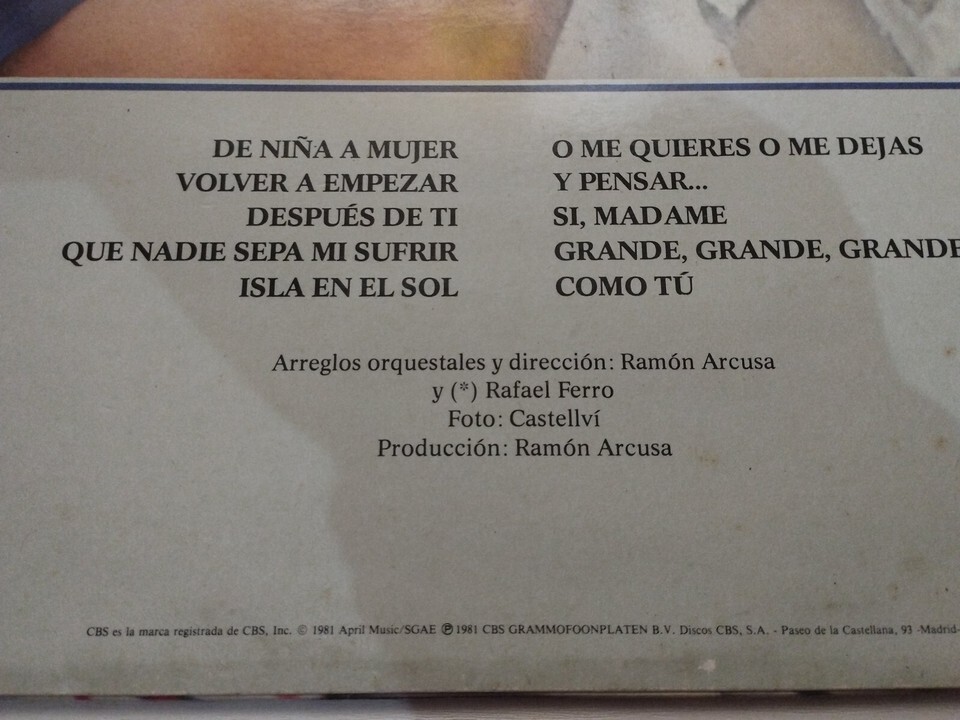 DE NIÑA A MUJER
VOLVER A EMPEZAR
DESPUÉS DE TI
QUE NADIE SEPA MI SUFRIR
ISLA EN EL SOL
O ME QUIERES O ME DEJAS
Y PENSAR...
SI, MADAME
GRANDE, GRANDE, GRANDE
COMO TÚ
Arreglos orquestales y dirección: Ramón Arcusa
y (*) Rafael Ferro
Foto: Castellví
Producción: Ramón Arcusa
CBS es la marca registrada de CBS, Inc. © 1981 April Music/SGAE ℗ 1981 CBS GRAMMOFOONPLATEN B.V. Discos CBS, S.A. - Paseo de la Castellana, 93 -Madrid-